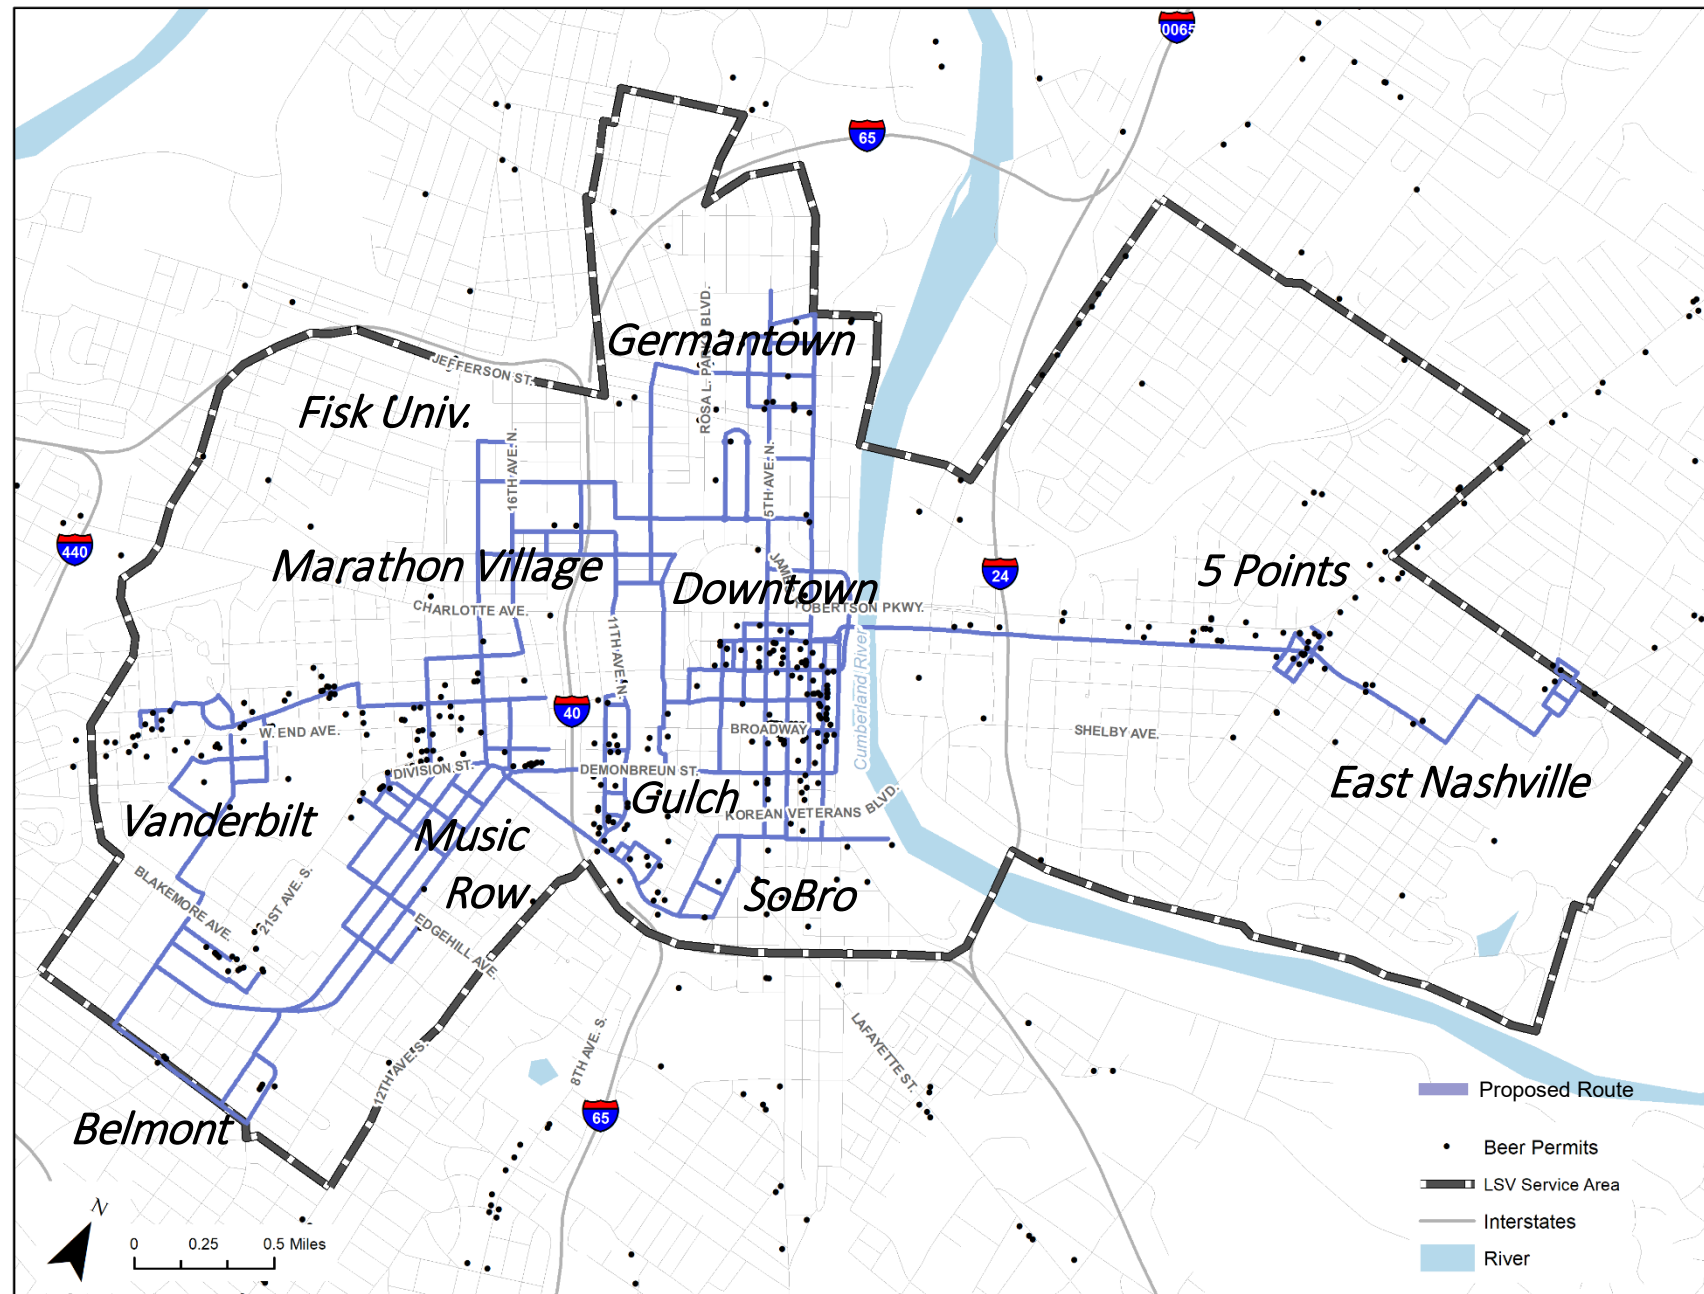 0065
65
ROSA L. PARKS BLVD.
Germantown
JEFFERSON ST.
Fisk Univ.
16TH AVE. N.
5TH AVE. N.
440
Marathon Village
Downtown
24
5 Points
CHARLOTTE AVE.
11TH AVE. N.
Cumberland River
40
W. END AVE.
BROADWAY
SHELBY AVE.
DIVISION ST.
DEMONBREUN ST.
East Nashville
Gulch
Vanderbilt
KOREAN VETERANS BLVD.
Music
Row
SoBro
BLAKEMORE AVE.
21ST AVE. S.
EDGEHILL AVE.
12TH AVE. S.
8TH AVE. S.
LAFAYETTE ST.
65
Belmont
Proposed Route
Beer Permits
LSV Service Area
Interstates
River
N
0 0.25 0.5 Miles